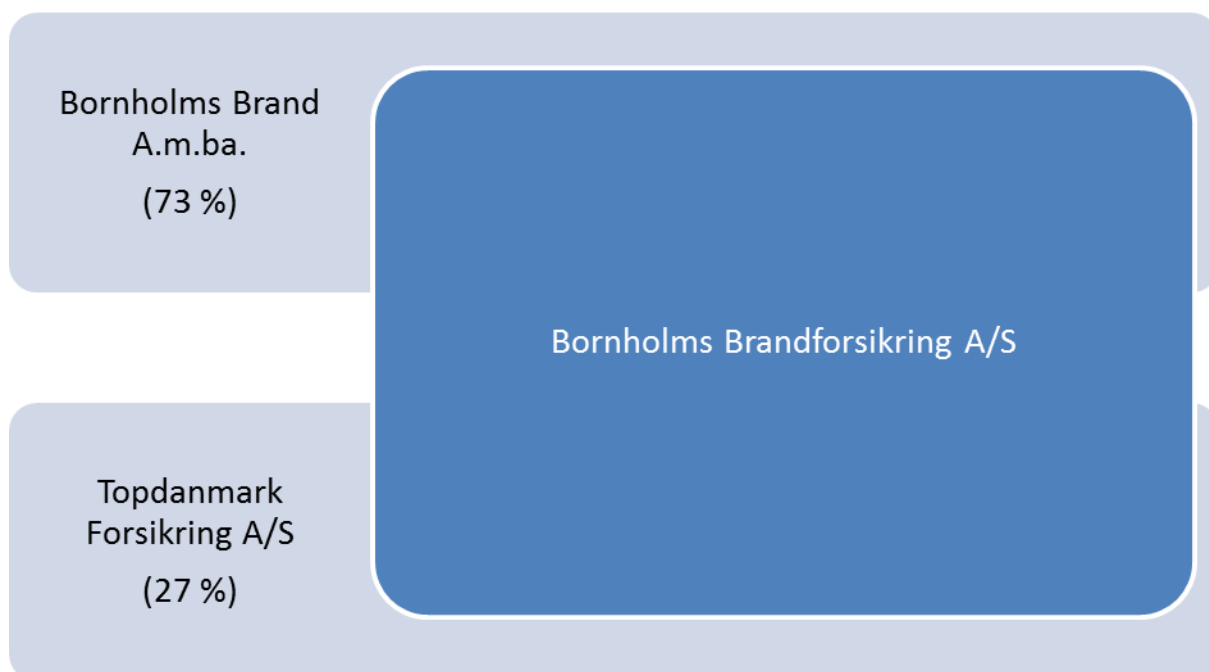 Bornholms Brand
A.m.ba.
(73 %)
Bornholms Brandforsikring A/S
Topdanmark
Forsikring A/S
(27 %)